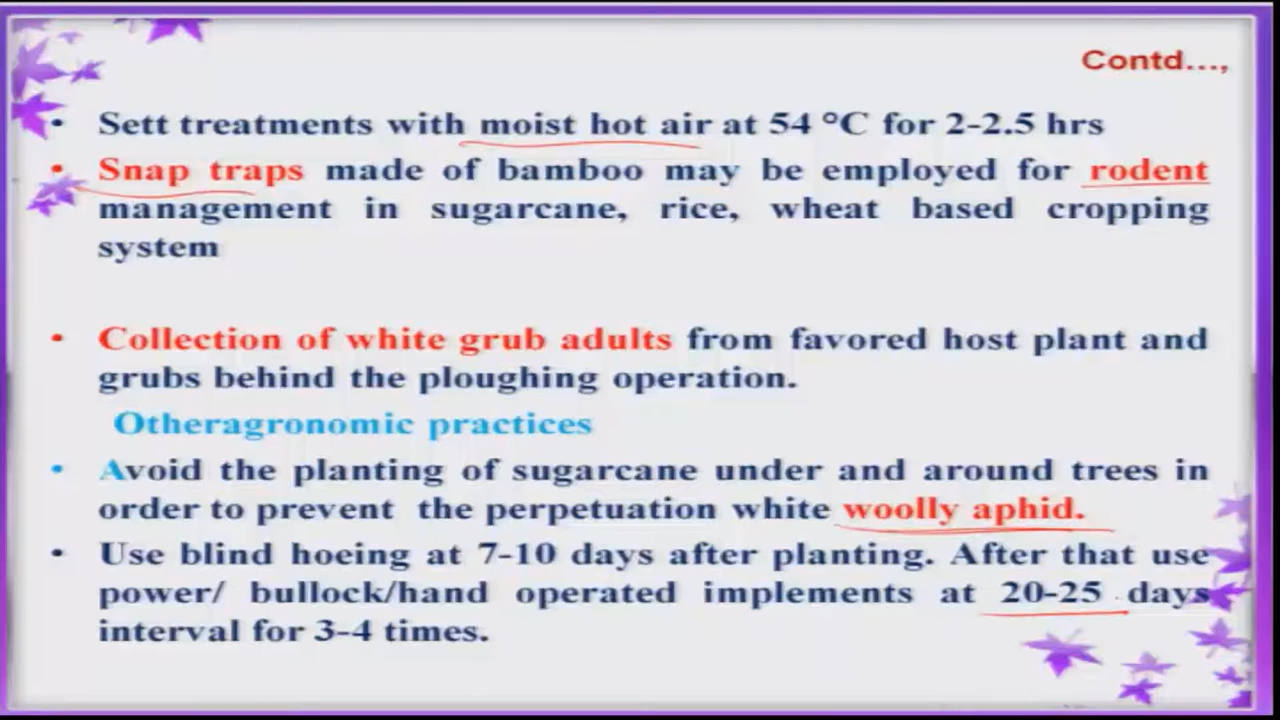 Contd...,
• Sett treatments with moist hot air at 54 °C for 2-2.5 hrs
• Snap traps made of bamboo may be employed for rodent
management in sugarcane, rice, wheat based cropping
system
• Collection of white grub adults from favored host plant and
grubs behind the ploughing operation.
Otheragronomic practices
• Avoid the planting of sugarcane under and around trees in
order to prevent the perpetuation white woolly aphid.
• Use blind hoeing at 7-10 days after planting. After that use
power/ bullock/hand operated implements at 20-25 days
interval for 3-4 times.